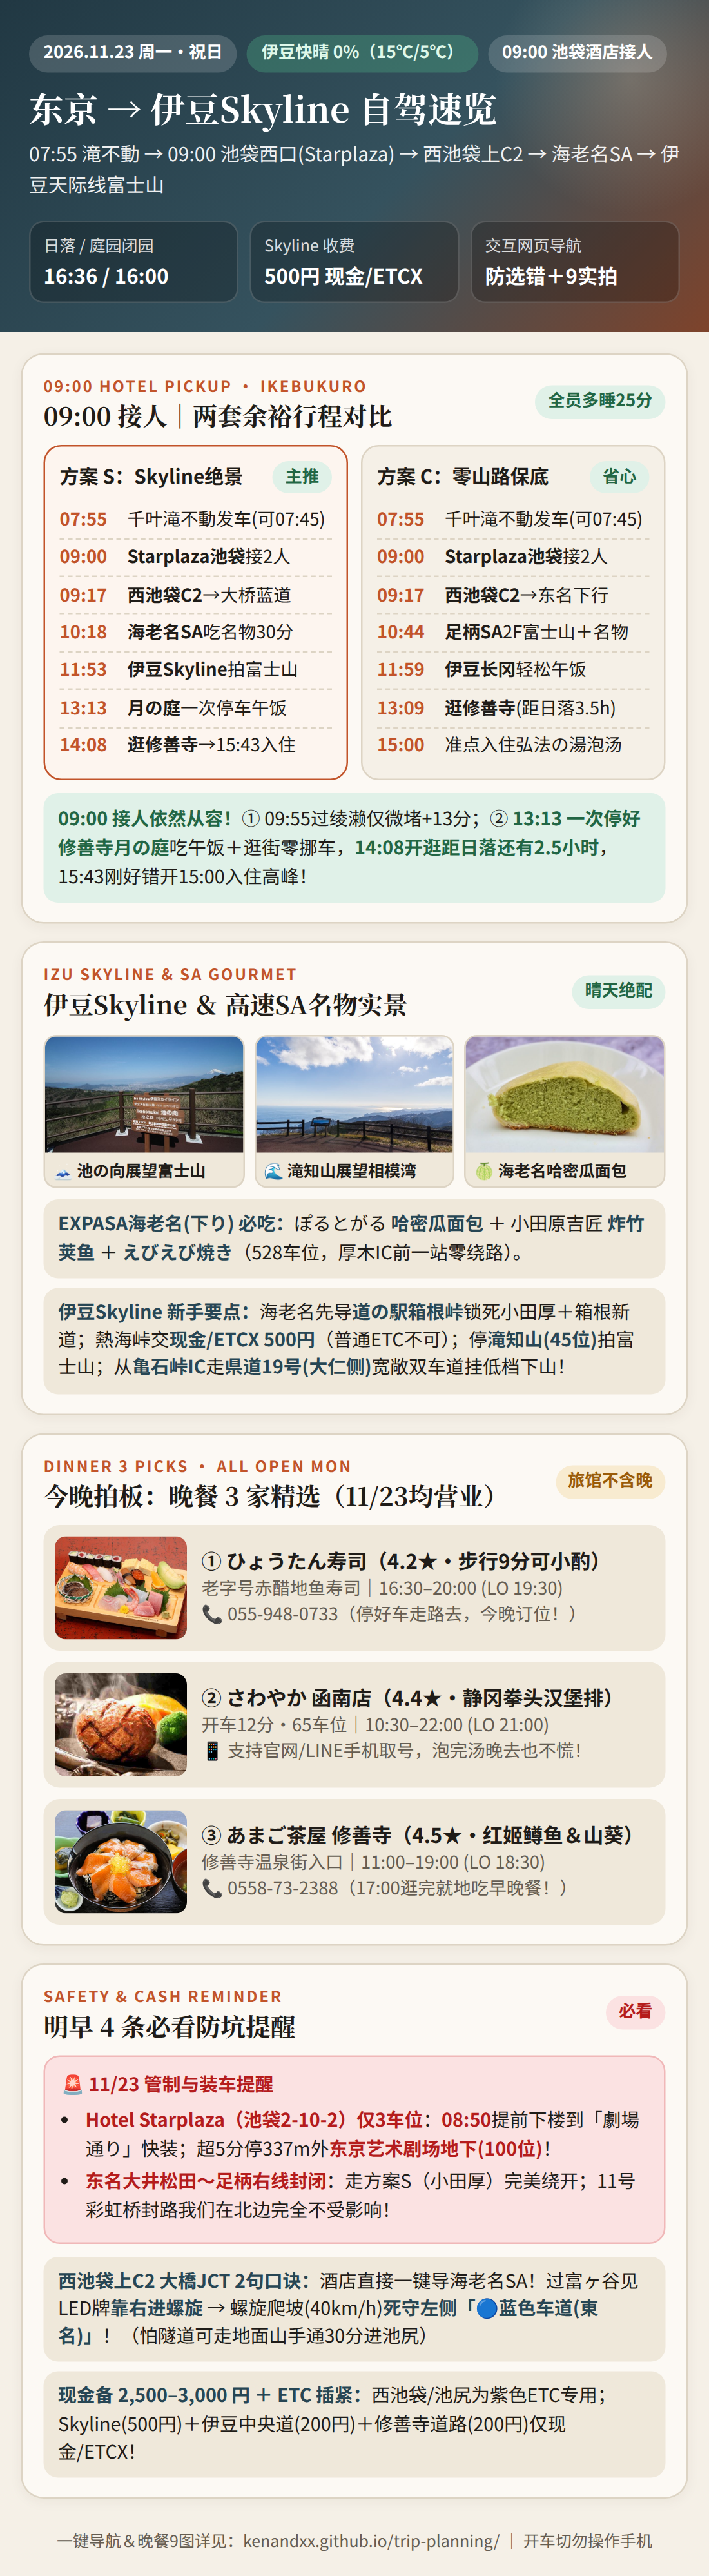 2026.11.23 周一・祝日
伊豆快晴 0%（15°C/5°C）
09:00 池袋酒店接人
东京 → 伊豆Skyline 自驾速览
07:55 滝不動 → 09:00 池袋西口(Starplaza) → 西池袋上C2 → 海老名SA → 伊
豆天际线富士山
日落 / 庭园闭园
16:36 / 16:00
Skyline 收费
500円 现金/ETCX
交互网页导航
防选错＋9实拍
09:00 HOTEL PICKUP ・ IKEBUKURO
09:00 接人｜两套余裕行程对比
全员多睡25分
方案 S：Skyline绝景
主推
07:55 千叶滝不動发车(可07:45)
09:00 Starplaza池袋接2人
09:17 西池袋C2→大桥蓝道
10:18 海老名SA吃名物30分
11:53 伊豆Skyline拍富士山
13:13 月の庭一次停车午饭
14:08 逛修善寺→15:43入住
方案 C：零山路保底
省心
07:55 千叶滝不動发车(可07:45)
09:00 Starplaza池袋接2人
09:17 西池袋C2→东名下行
10:44 足柄SA2F富士山＋名物
11:59 伊豆长冈轻松午饭
13:09 逛修善寺(距日落3.5h)
15:00 准点入住弘法の湯泡汤
09:00 接人依然从容！① 09:55过绫濑仅微堵+13分；② 13:13 一次停好
修善寺月の庭吃午饭＋逛街零挪车，14:08开逛距日落还有2.5小时，
15:43刚好错开15:00入住高峰！
IZU SKYLINE & SA GOURMET
伊豆Skyline ＆ 高速SA名物实景
晴天绝配
🗻 池の向展望富士山
🌊 滝知山展望相模湾
🍈 海老名哈密瓜面包
EXPASA海老名(下り) 必吃：ぽるとがる 哈密瓜面包 ＋ 小田原吉匠 炸竹
荚鱼 ＋ えびえび焼き（528车位，厚木IC前一站零绕路）。
伊豆Skyline 新手要点：海老名先导道の駅箱根峠锁死小田厚＋箱根新
道；熱海峠交现金/ETCX 500円（普通ETC不可）；停滝知山(45位)拍富
士山；从亀石峠IC走県道19号(大仁侧)宽敞双车道挂低档下山！
DINNER 3 PICKS ・ ALL OPEN MON
今晚拍板：晚餐 3 家精选（11/23均营业）
旅馆不含晚
① ひょうたん寿司（4.2★・步行9分可小酌）
老字号赤醋地鱼寿司｜16:30–20:00 (LO 19:30)
📞 055-948-0733（停好车走路去，今晚订位！）
② さわやか 函南店（4.4★・静冈拳头汉堡排）
开车12分・65车位｜10:30–22:00 (LO 21:00)
📱 支持官网/LINE手机取号，泡完汤晚去也不慌！
③ あまご茶屋 修善寺（4.5★・红姬鳟鱼＆山葵）
修善寺温泉街入口｜11:00–19:00 (LO 18:30)
📞 0558-73-2388（17:00逛完就地吃早晚餐！）
SAFETY & CASH REMINDER
明早 4 条必看防坑提醒
必看
🚨 11/23 管制与装车提醒
• Hotel Starplaza（池袋2-10-2）仅3车位：08:50提前下楼到「劇場
通り」快装；超5分停337m外东京艺术剧场地下(100位)！
• 东名大井松田～足柄右线封闭：走方案S（小田厚）完美绕开；11号
彩虹桥封路我们在北边完全不受影响！
西池袋上C2 大橋JCT 2句口诀：酒店直接一键导海老名SA！过富ヶ谷见
LED牌靠右进螺旋 → 螺旋爬坡(40km/h)死守左侧「🔵蓝色车道(東
名)」！（怕隧道可走地面山手通30分进池尻）
现金备 2,500–3,000 円 ＋ ETC 插紧：西池袋/池尻为紫色ETC专用；
Skyline(500円)＋伊豆中央道(200円)＋修善寺道路(200円)仅现
金/ETCX！
一键导航＆晚餐9图详见：kenandxx.github.io/trip-planning/ ｜ 开车切勿操作手机